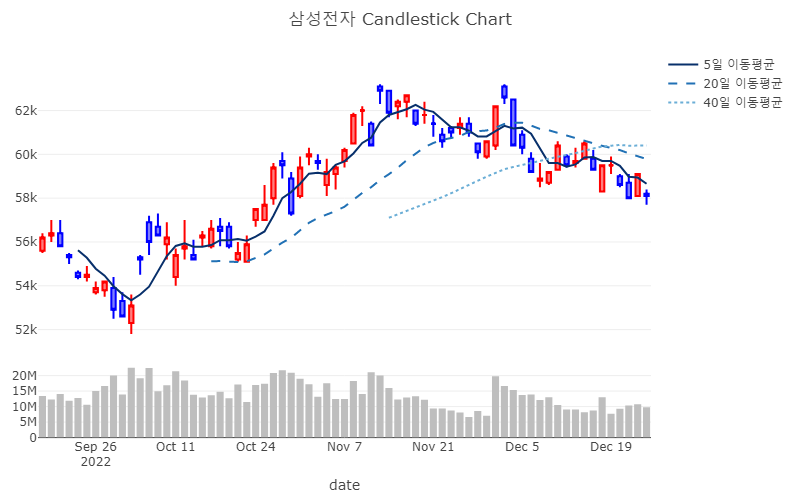 삼성전자 Candlestick Chart
5일 이동평균
20일 이동평균
40일 이동평균
62k
60k
58k
56k
54k
52k
20M
15M
10M
5M
0
Sep 26
2022
Oct 11
Oct 24
Nov 7
Nov 21
Dec 5
Dec 19
date